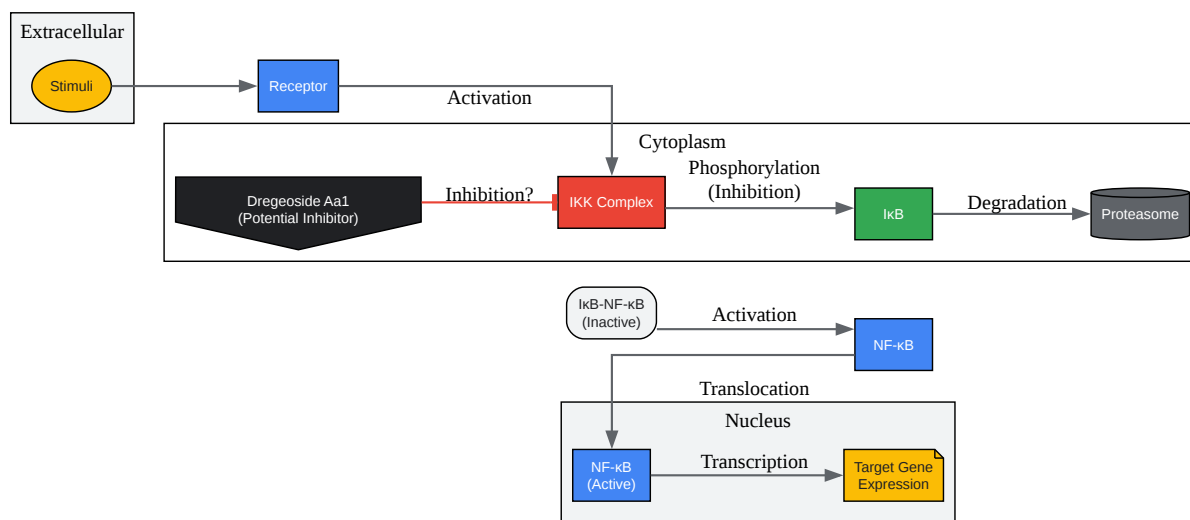 Extracellular
Stimuli
Receptor
Activation
Cytoplasm
Dregeoside Aa1
(Potential Inhibitor)
Inhibition?
IKK Complex
Phosphorylation
(Inhibition)
IκB
Degradation
Proteasome
IκB-NF-κB
(Inactive)
Activation
NF-κB
Translocation
Nucleus
NF-κB
(Active)
Transcription
Target Gene
Expression